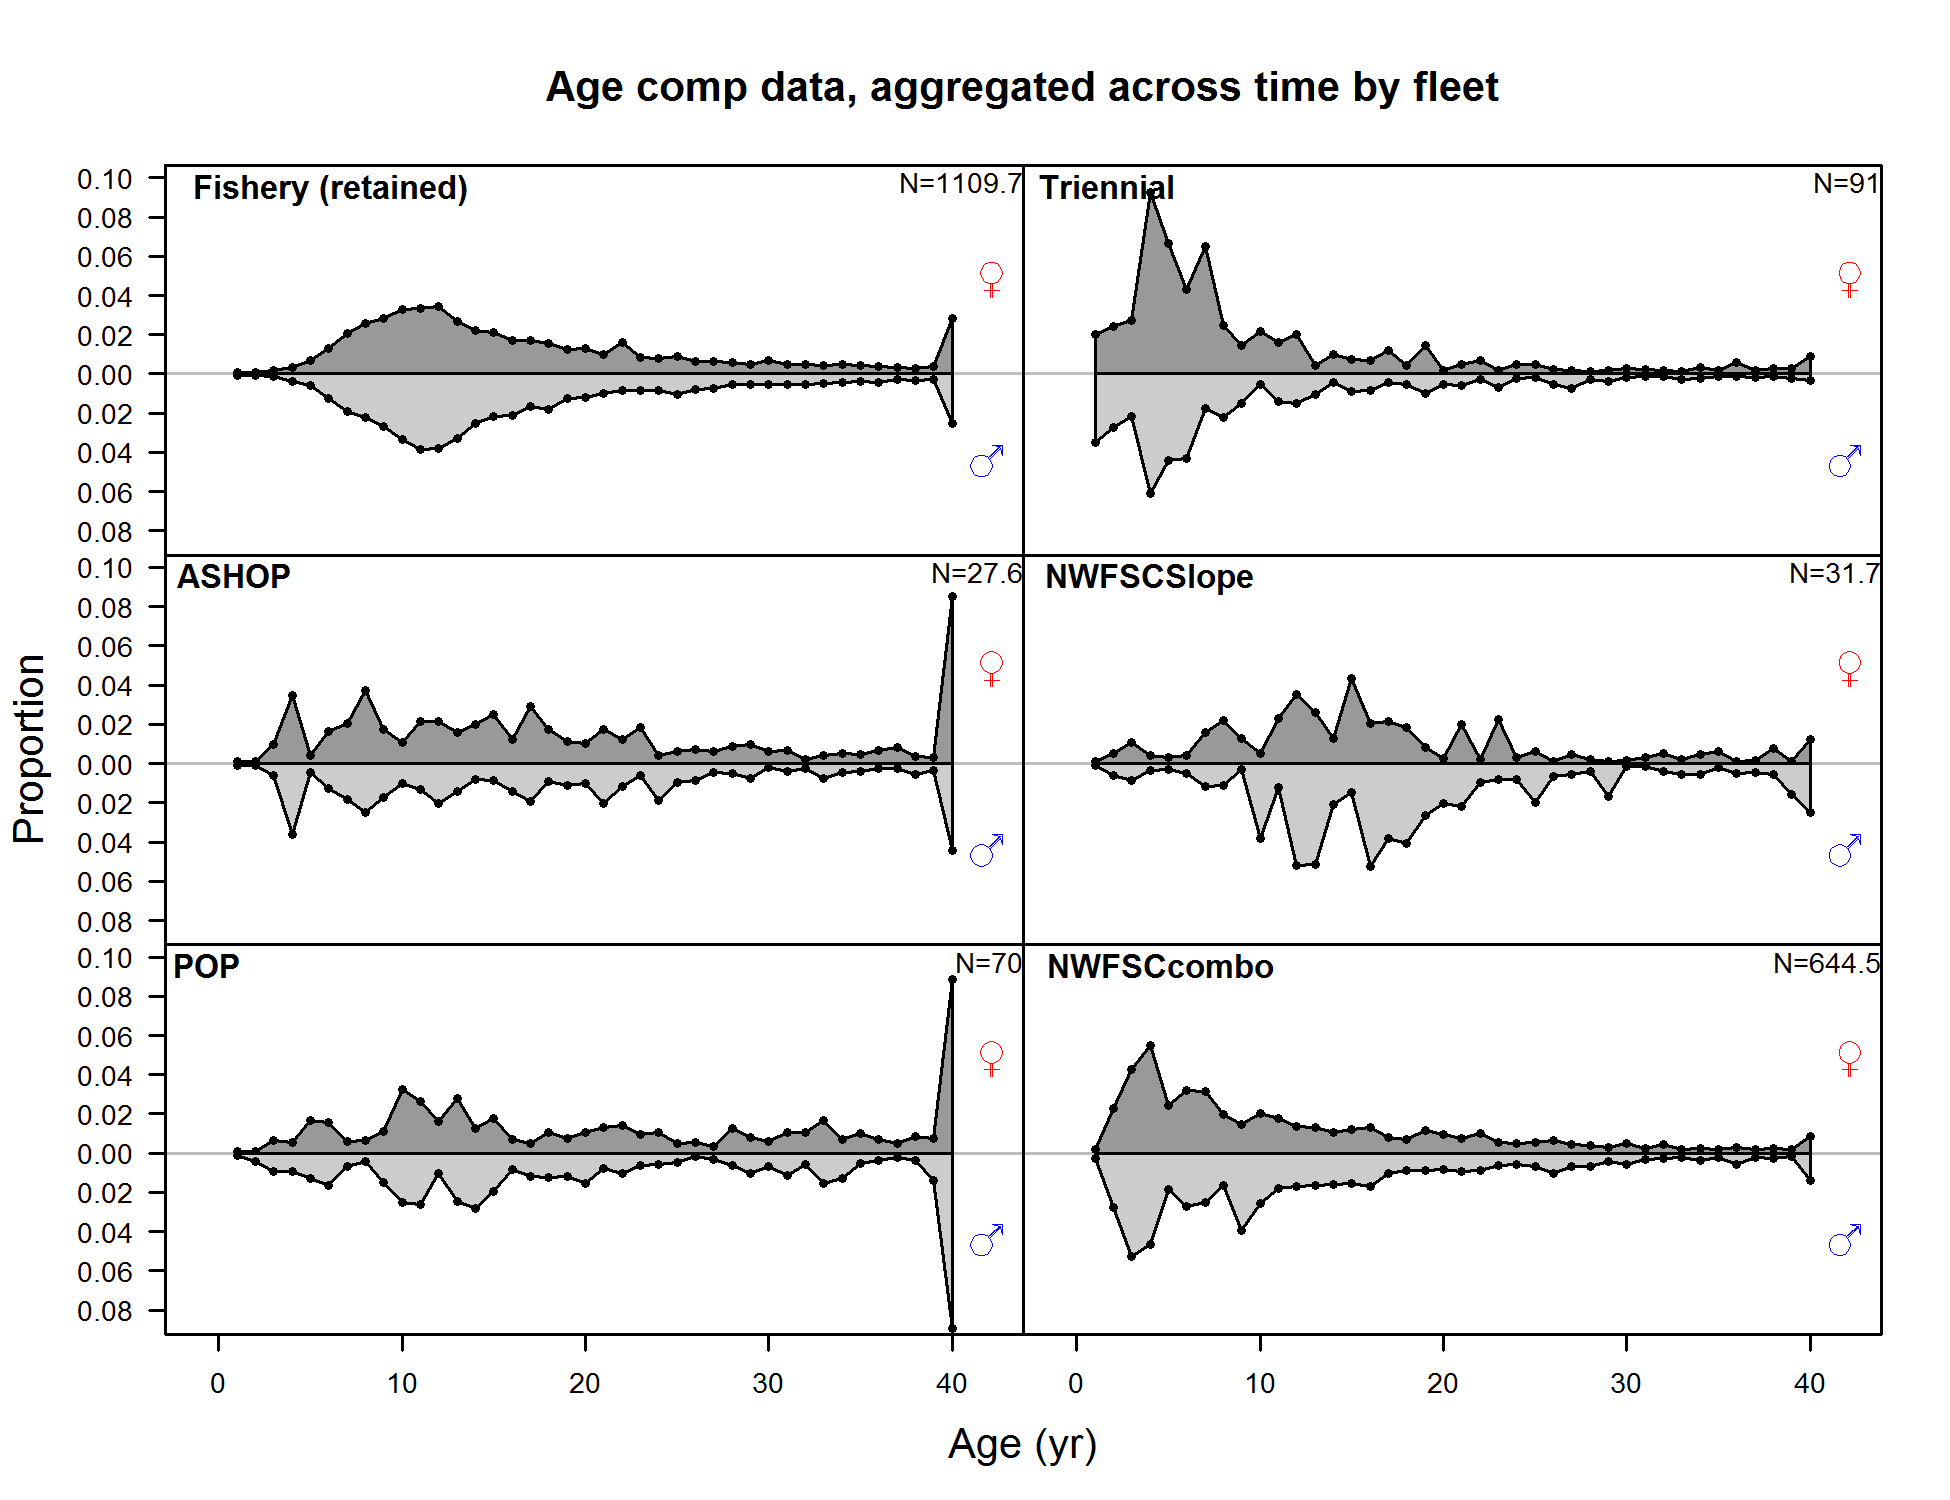 Age comp data, aggregated across time by fleet
Proportion
0.10
0.08
0.06
0.04
0.02
0.00
0.02
0.04
0.06
0.08
Fishery (retained)
N=1109.7
♀
♂
Triennial
N=91
♀
♂
0.10
0.08
0.06
0.04
0.02
0.00
0.02
0.04
0.06
0.08
ASHOP
N=27.6
♀
♂
NWFSCSlope
N=31.7
♀
♂
0.10
0.08
0.06
0.04
0.02
0.00
0.02
0.04
0.06
0.08
POP
N=70
♀
♂
NWFSCcombo
N=644.5
♀
♂
0 10 20 30 40 0 10 20 30 40
Age (yr)